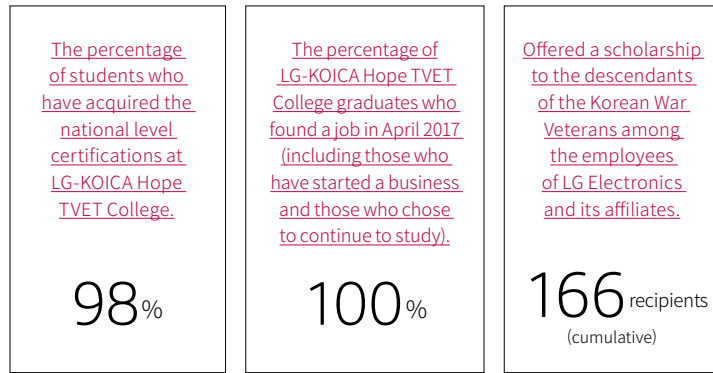 The percentage
of students who
have acquired the
national level
certifications at
LG-KOICA Hope
TVET College.
98%
The percentage of
LG-KOICA Hope TVET
College graduates who
found a job in April 2017
(including those who
have started a business
and those who chose
to continue to study).
100%
Offered a scholarship
to the descendants
of the Korean War
Veterans among
the employees
of LG Electronics
and its affiliates.
166 recipients
(cumulative)